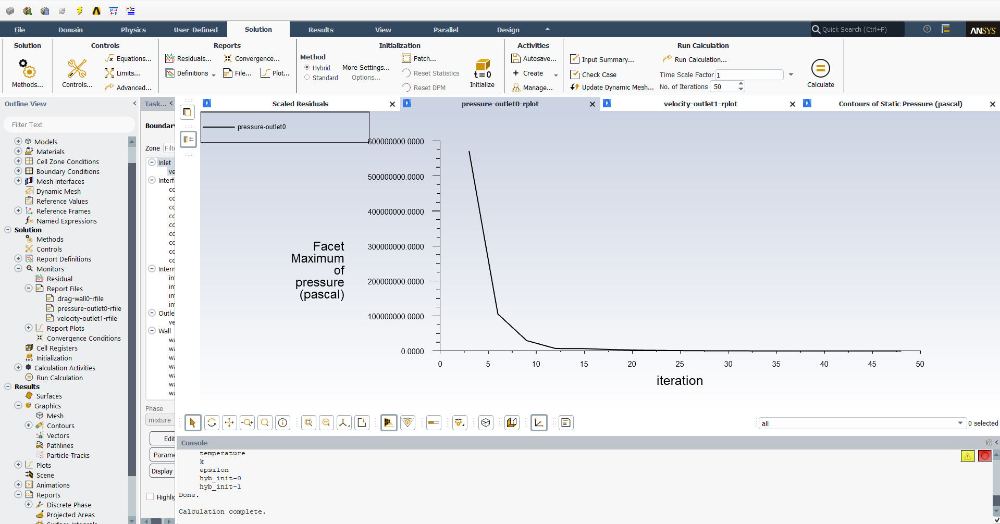 File
Domain
Physics
User-Defined
Solution
Results
View
Parallel
Design
Quick Search (Ctrl+F)
ANSYS
Solution
Methods...
Controls
Controls...
Equations...
Limits...
Advanced...
Reports
Residuals...
Convergence...
Definitions
File...
Plot...
Initialization
Method
Hybrid
Standard
More Settings...
Options...
Patch...
Reset Statistics
Reset DPM
t=0
Initialize
Activities
Autosave...
Create
Manage...
Run Calculation
Input Summary...
Check Case
Update Dynamic Mesh...
Run Calculation...
Time Scale Factor 1
No. of Iterations 50
Calculate
Outline View
Filter Text
Models
Materials
Cell Zone Conditions
Boundary Conditions
Mesh Interfaces
Dynamic Mesh
Reference Values
Reference Frames
Named Expressions
Solution
Methods
Controls
Report Definitions
Monitors
Residual
Report Files
drag-wall0-rfile
pressure-outlet0-rfile
velocity-outlet1-rfile
Report Plots
Convergence Conditions
Cell Registers
Initialization
Calculation Activities
Run Calculation
Results
Surfaces
Graphics
Mesh
Contours
Vectors
Pathlines
Particle Tracks
Plots
Scene
Animations
Reports
Discrete Phase
Projected Areas
Task...
Zone
Filt
Inlet
ve
Interf
cc
cc
cc
cc
cc
cc
cc
cc
cc
Intern
int
int
int
int
Outle
ve
Wall
wa
wa
wa
wa
wa
wa
wa
Phase
mixture
Edit
Parame
Display
Highlig
Scaled Residuals
pressure-outlet0-rplot
velocity-outlet1-rplot
Contours of Static Pressure (pascal)
pressure-outlet0
600000000.0000
500000000.0000
400000000.0000
300000000.0000
200000000.0000
100000000.0000
0.0000
Facet
Maximum
of
pressure
(pascal)
0 5 10 15 20 25 30 35 40 45 50
iteration
all
0 selected
Console
temperature
k
epsilon
hyb_init-0
hyb_init-1
Done.
Calculation complete.